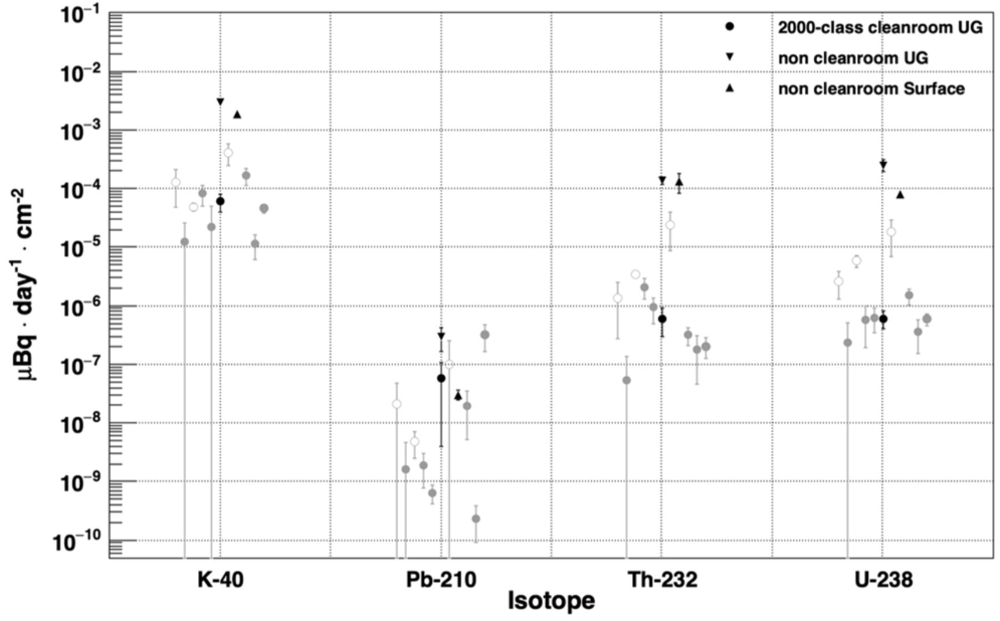 10⁻¹
10⁻²
10⁻³
10⁻⁴
10⁻⁵
10⁻⁶
10⁻⁷
10⁻⁸
10⁻⁹
10⁻¹⁰
μBq · day⁻¹ · cm⁻²
2000-class cleanroom UG
non cleanroom UG
non cleanroom Surface
K-40 Pb-210 Th-232 U-238
Isotope